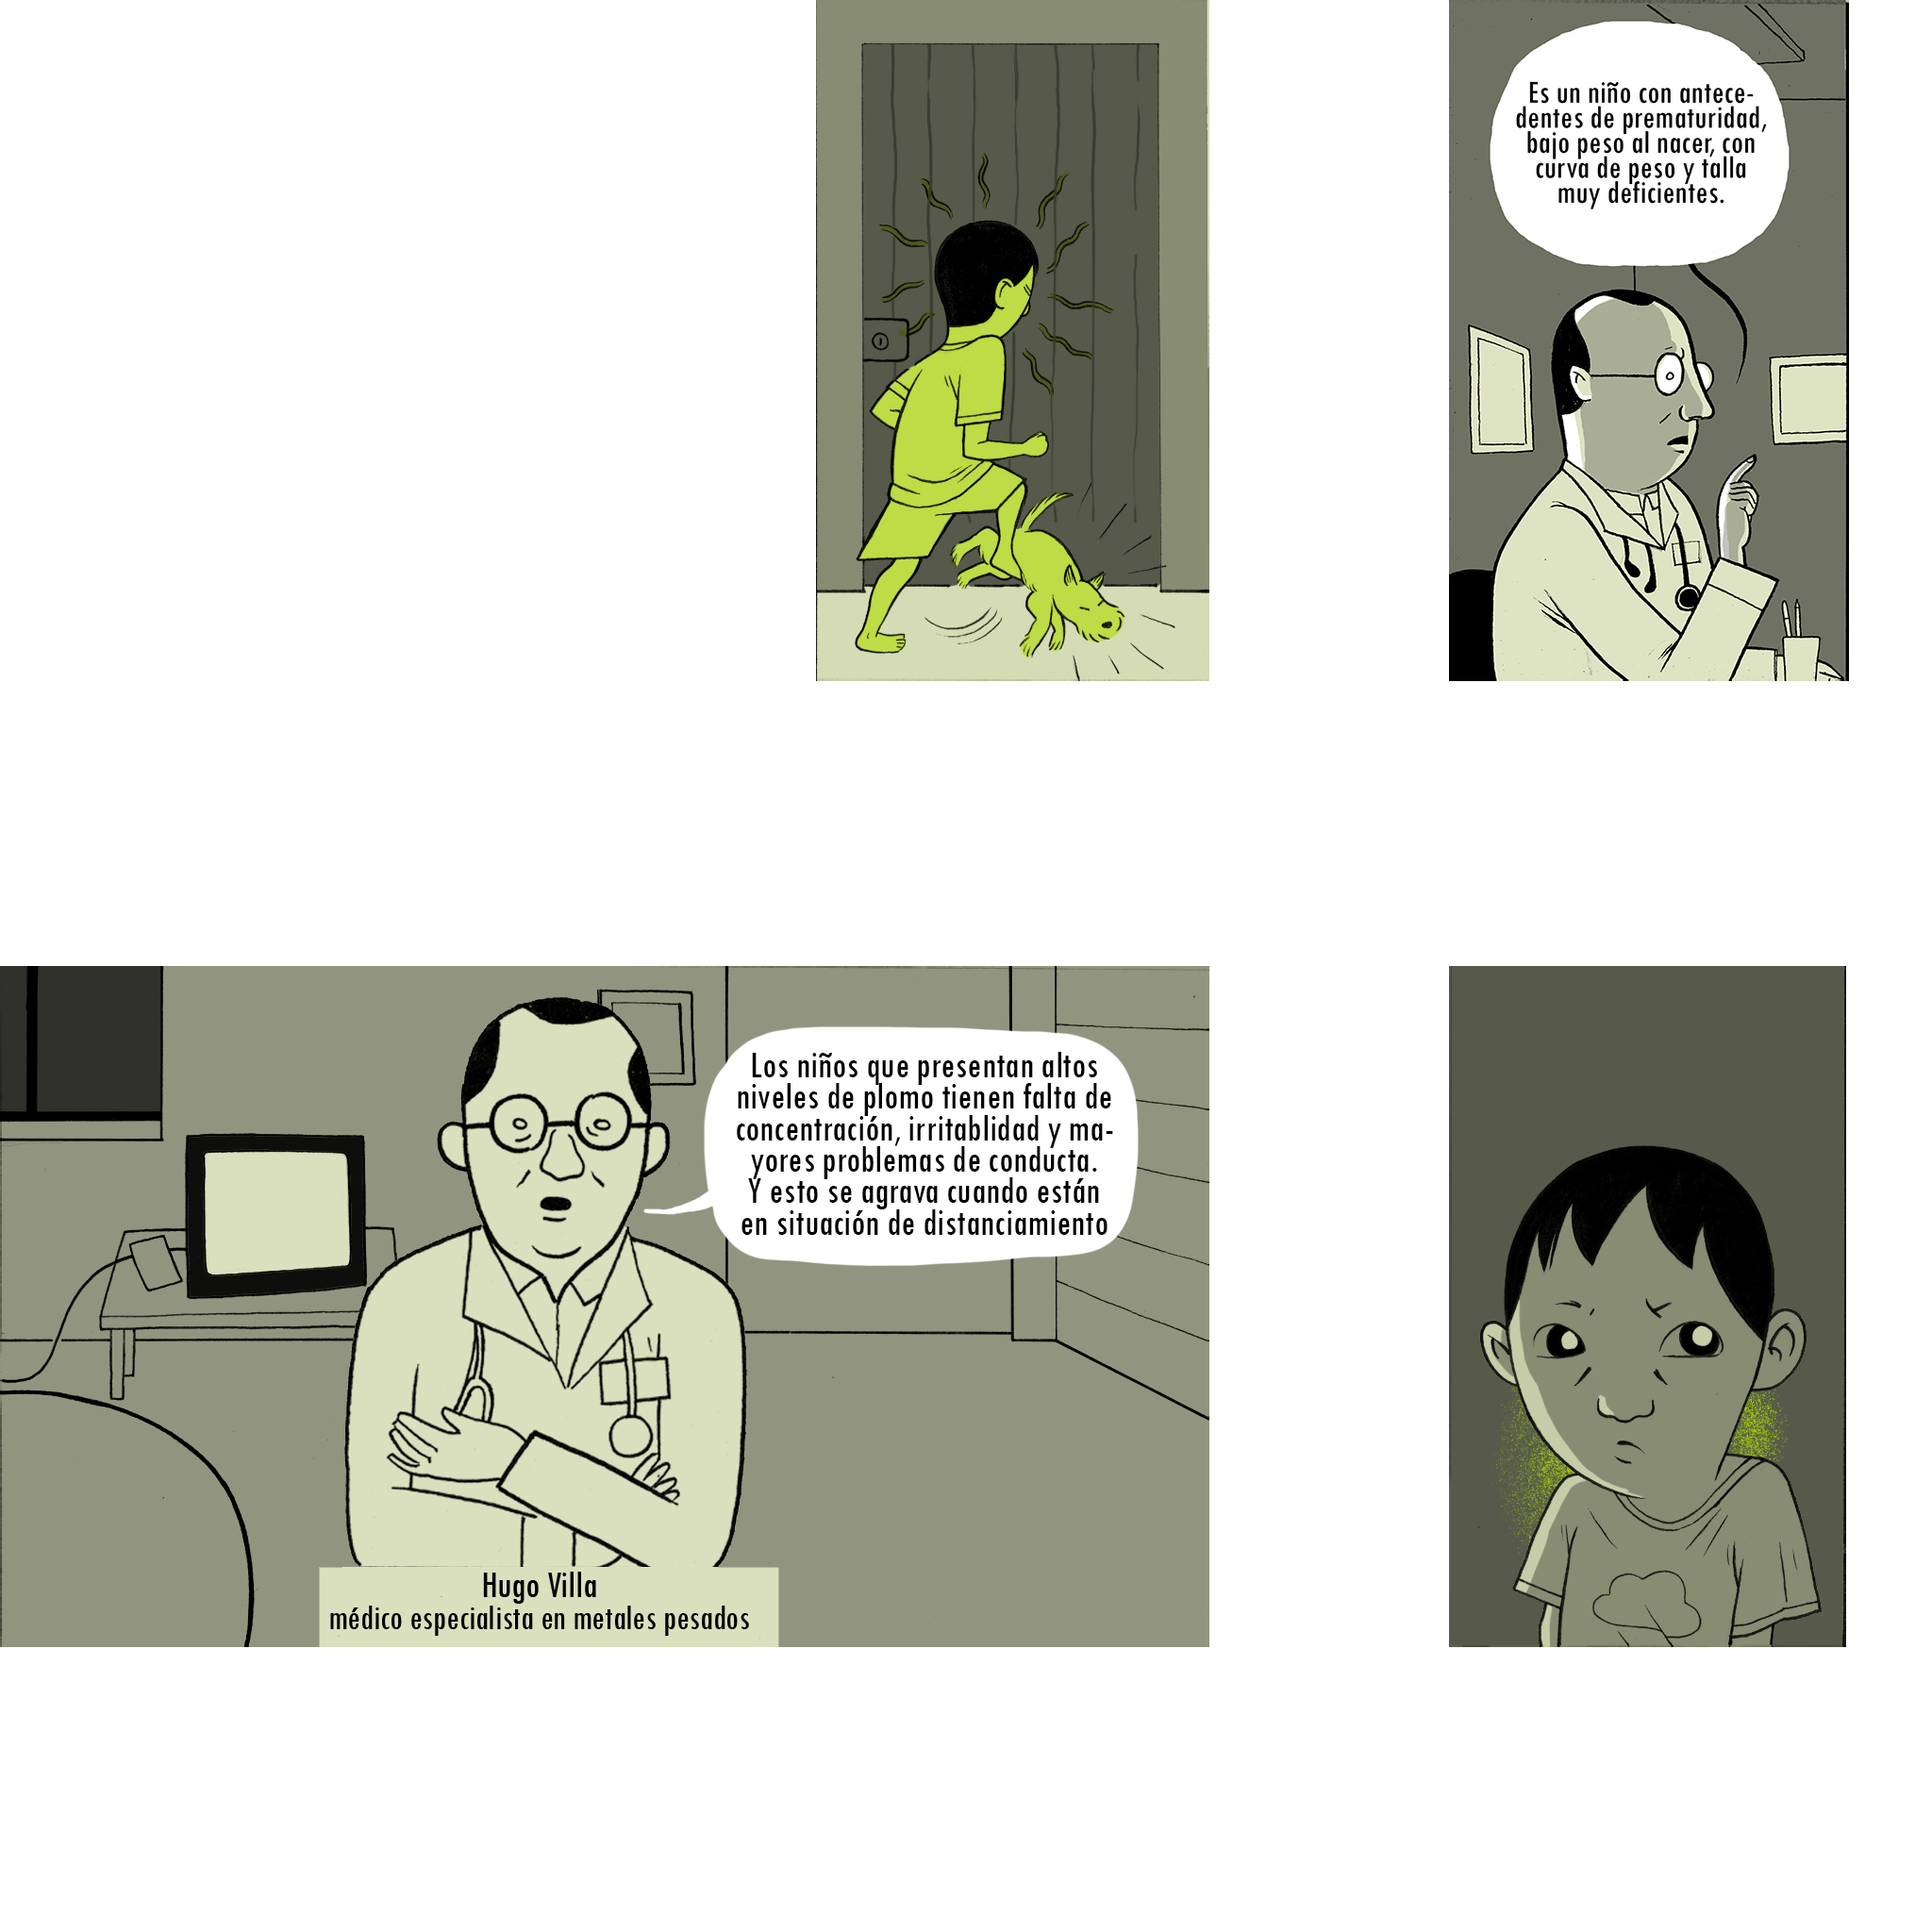 Es un niño con antece-
dentes de prematuridad,
bajo peso al nacer, con
curva de peso y talla
muy deficientes.
Los niños que presentan altos
niveles de plomo tienen falta de
concentración, irritablidad y ma-
yores problemas de conducta.
Y esto se agrava cuando están
en situación de distanciamiento
Hugo Villa
médico especialista en metales pesados